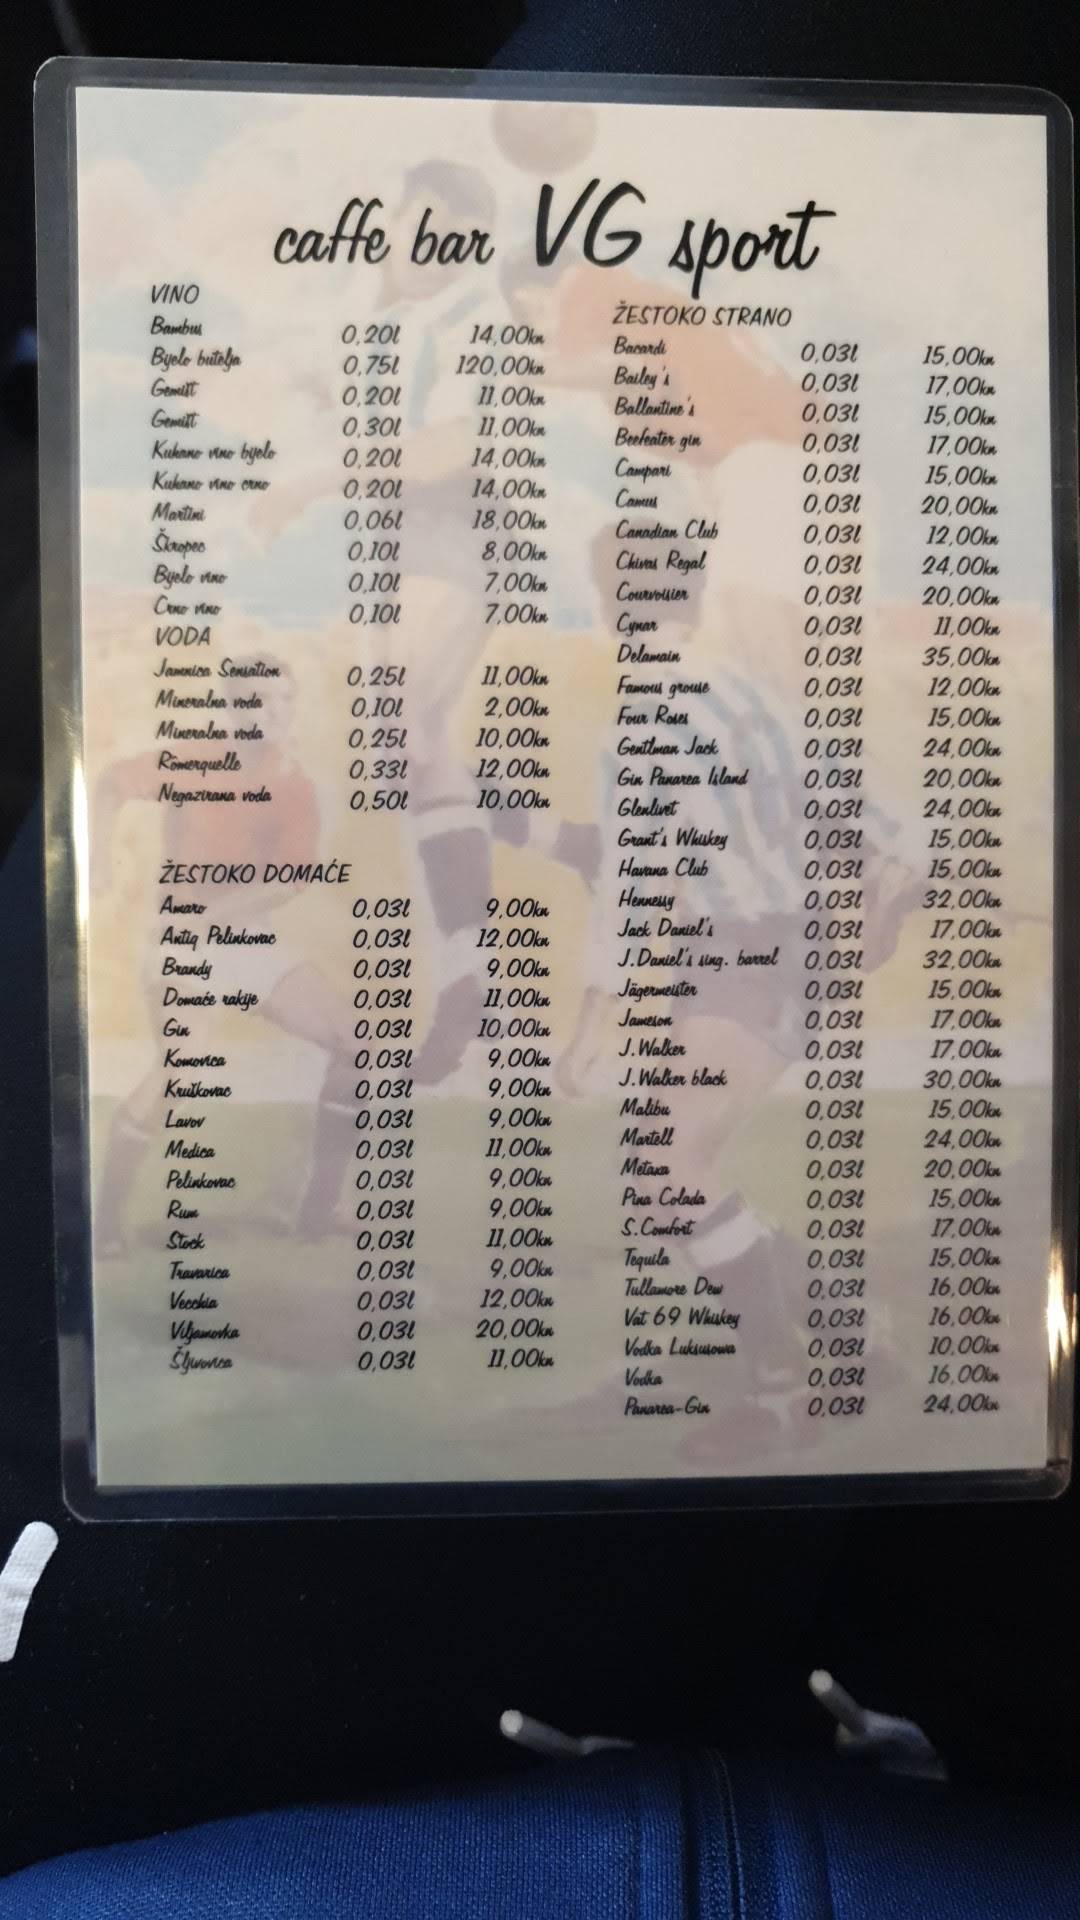 caffe bar VG sport
VINO
Bambus 0,20l 14,00kn
Bijelo butelja 0,75l 120,00kn
Gemišt 0,20l 11,00kn
Gemišt 0,30l 11,00kn
Kuhano vino bijelo 0,20l 14,00kn
Kuhano vino crno 0,20l 14,00kn
Martini 0,06l 18,00kn
Škropec 0,10l 8,00kn
Bijelo vino 0,10l 7,00kn
Crno vino 0,10l 7,00kn
VODA
Jamnica Sensation 0,25l 11,00kn
Mineralna voda 0,10l 2,00kn
Mineralna voda 0,25l 10,00kn
Römerquelle 0,33l 12,00kn
Negazirana voda 0,50l 10,00kn
ŽESTOKO DOMAĆE
Amaro 0,03l 9,00kn
Antiq Pelinkovac 0,03l 12,00kn
Brandy 0,03l 9,00kn
Domaće rakije 0,03l 11,00kn
Gin 0,03l 10,00kn
Komovica 0,03l 9,00kn
Kruškovac 0,03l 9,00kn
Lavov 0,03l 9,00kn
Medica 0,03l 11,00kn
Pelinkovac 0,03l 9,00kn
Rum 0,03l 9,00kn
Stock 0,03l 11,00kn
Travarica 0,03l 9,00kn
Vecchia 0,03l 12,00kn
Viljamovka 0,03l 20,00kn
Šljivovica 0,03l 11,00kn
ŽESTOKO STRANO
Bacardi 0,03l 15,00kn
Bailey's 0,03l 17,00kn
Ballantine's 0,03l 15,00kn
Beefeater gin 0,03l 17,00kn
Campari 0,03l 15,00kn
Camus 0,03l 20,00kn
Canadian Club 0,03l 12,00kn
Chivas Regal 0,03l 24,00kn
Courvoisier 0,03l 20,00kn
Cynar 0,03l 11,00kn
Delamain 0,03l 35,00kn
Famous grouse 0,03l 12,00kn
Four Roses 0,03l 15,00kn
Gentlman Jack 0,03l 24,00kn
Gin Panarea Island 0,03l 20,00kn
Glenlivet 0,03l 24,00kn
Grant's Whiskey 0,03l 15,00kn
Havana Club 0,03l 15,00kn
Hennessy 0,03l 32,00kn
Jack Daniel's 0,03l 17,00kn
J.Daniel's sing. barrel 0,03l 32,00kn
Jägermeister 0,03l 15,00kn
Jameson 0,03l 17,00kn
J.Walker 0,03l 17,00kn
J.Walker black 0,03l 30,00kn
Malibu 0,03l 15,00kn
Martell 0,03l 24,00kn
Metaxa 0,03l 20,00kn
Pina Colada 0,03l 15,00kn
S.Comfort 0,03l 17,00kn
Tequila 0,03l 15,00kn
Tullamore Dew 0,03l 16,00kn
Vat 69 Whiskey 0,03l 16,00kn
Vodka Luksusowa 0,03l 10,00kn
Vodka 0,03l 16,00kn
Panarea-Gin 0,03l 24,00kn